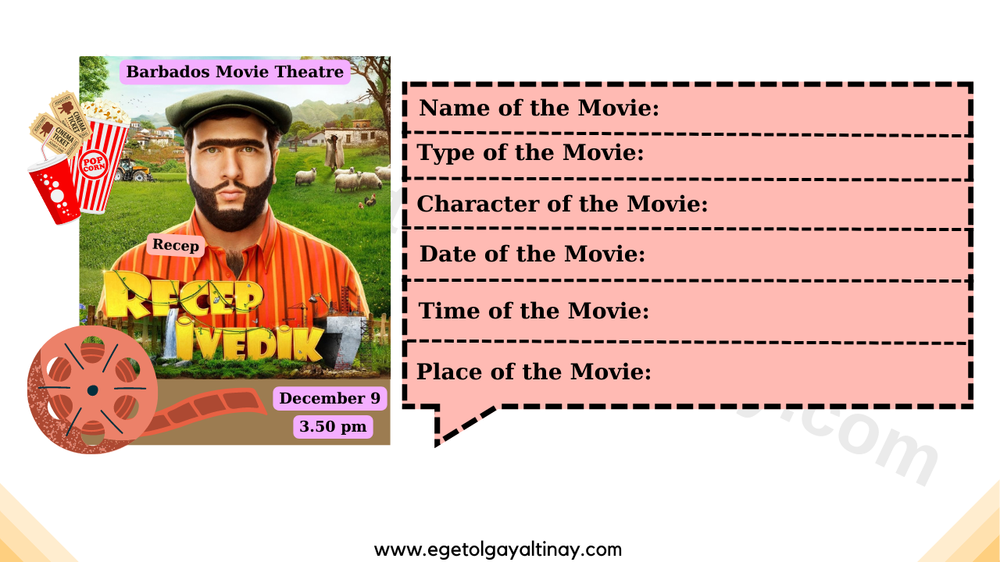 Barbados Movie Theatre
CINEMA TICKET
CINEMA TICKET
POP CORN
Recep
RECEP
İVEDİK
7
December 9
3.50 pm
Name of the Movie:
Type of the Movie:
Character of the Movie:
Date of the Movie:
Time of the Movie:
Place of the Movie:
.com
www.egetolgayaltinay.com